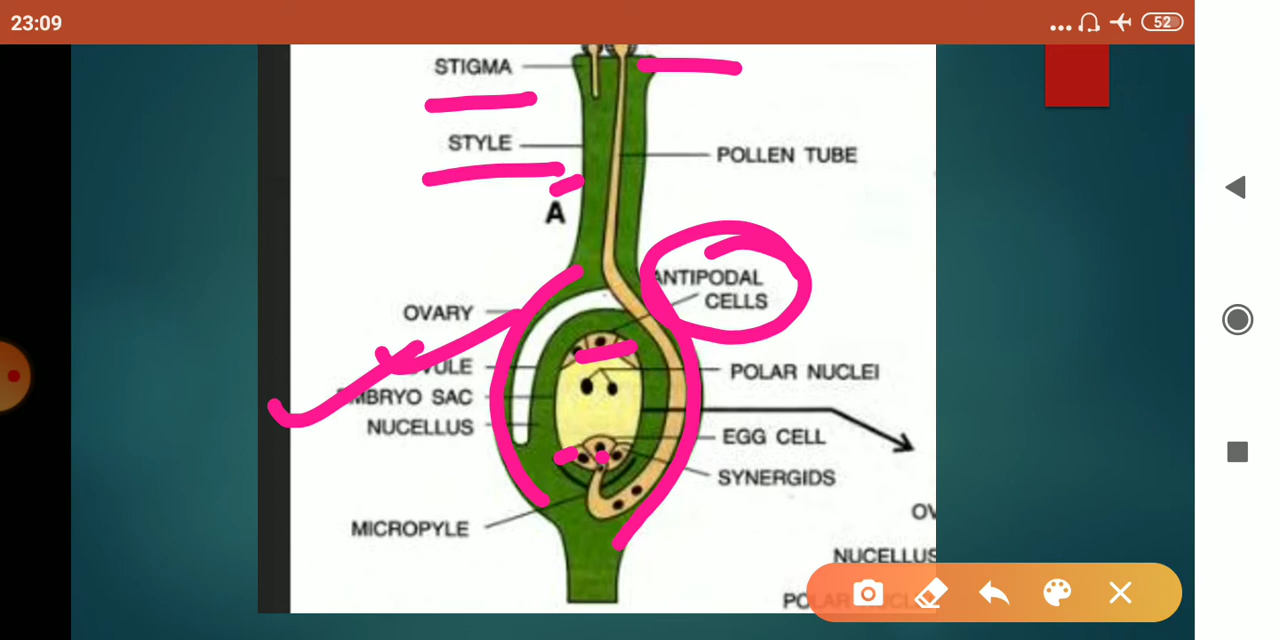 23:09
52
STIGMA
STYLE
POLLEN TUBE
A
ANTIPODAL
CELLS
OVARY
POLAR NUCLEI
EMBRYO SAC
NUCELLUS
EGG CELL
SYNERGIDS
MICROPYLE
OV
NUCELLUS